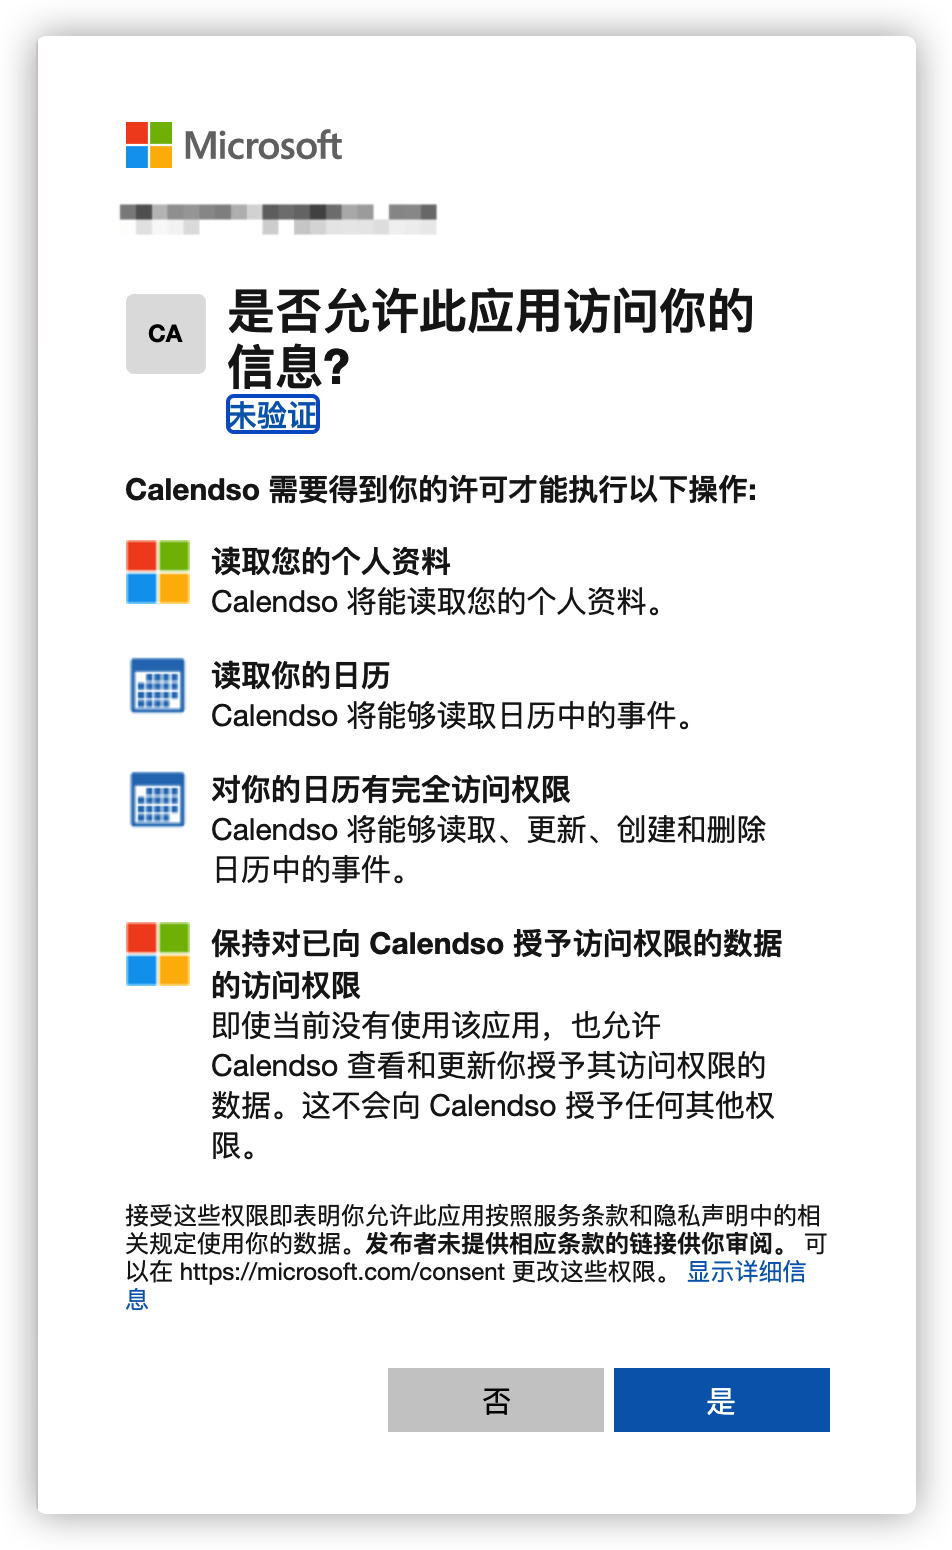 Microsoft
CA
是否允许此应用访问你的
信息?
未验证
Calendso 需要得到你的许可才能执行以下操作:
读取您的个人资料
Calendso 将能读取您的个人资料。
读取你的日历
Calendso 将能够读取日历中的事件。
对你的日历有完全访问权限
Calendso 将能够读取、更新、创建和删除
日历中的事件。
保持对已向 Calendso 授予访问权限的数据
的访问权限
即使当前没有使用该应用，也允许
Calendso 查看和更新你授予其访问权限的
数据。这不会向 Calendso 授予任何其他权
限。
接受这些权限即表明你允许此应用按照服务条款和隐私声明中的相
关规定使用你的数据。发布者未提供相应条款的链接供你审阅。 可
以在 https://microsoft.com/consent 更改这些权限。 显示详细信
息
否
是